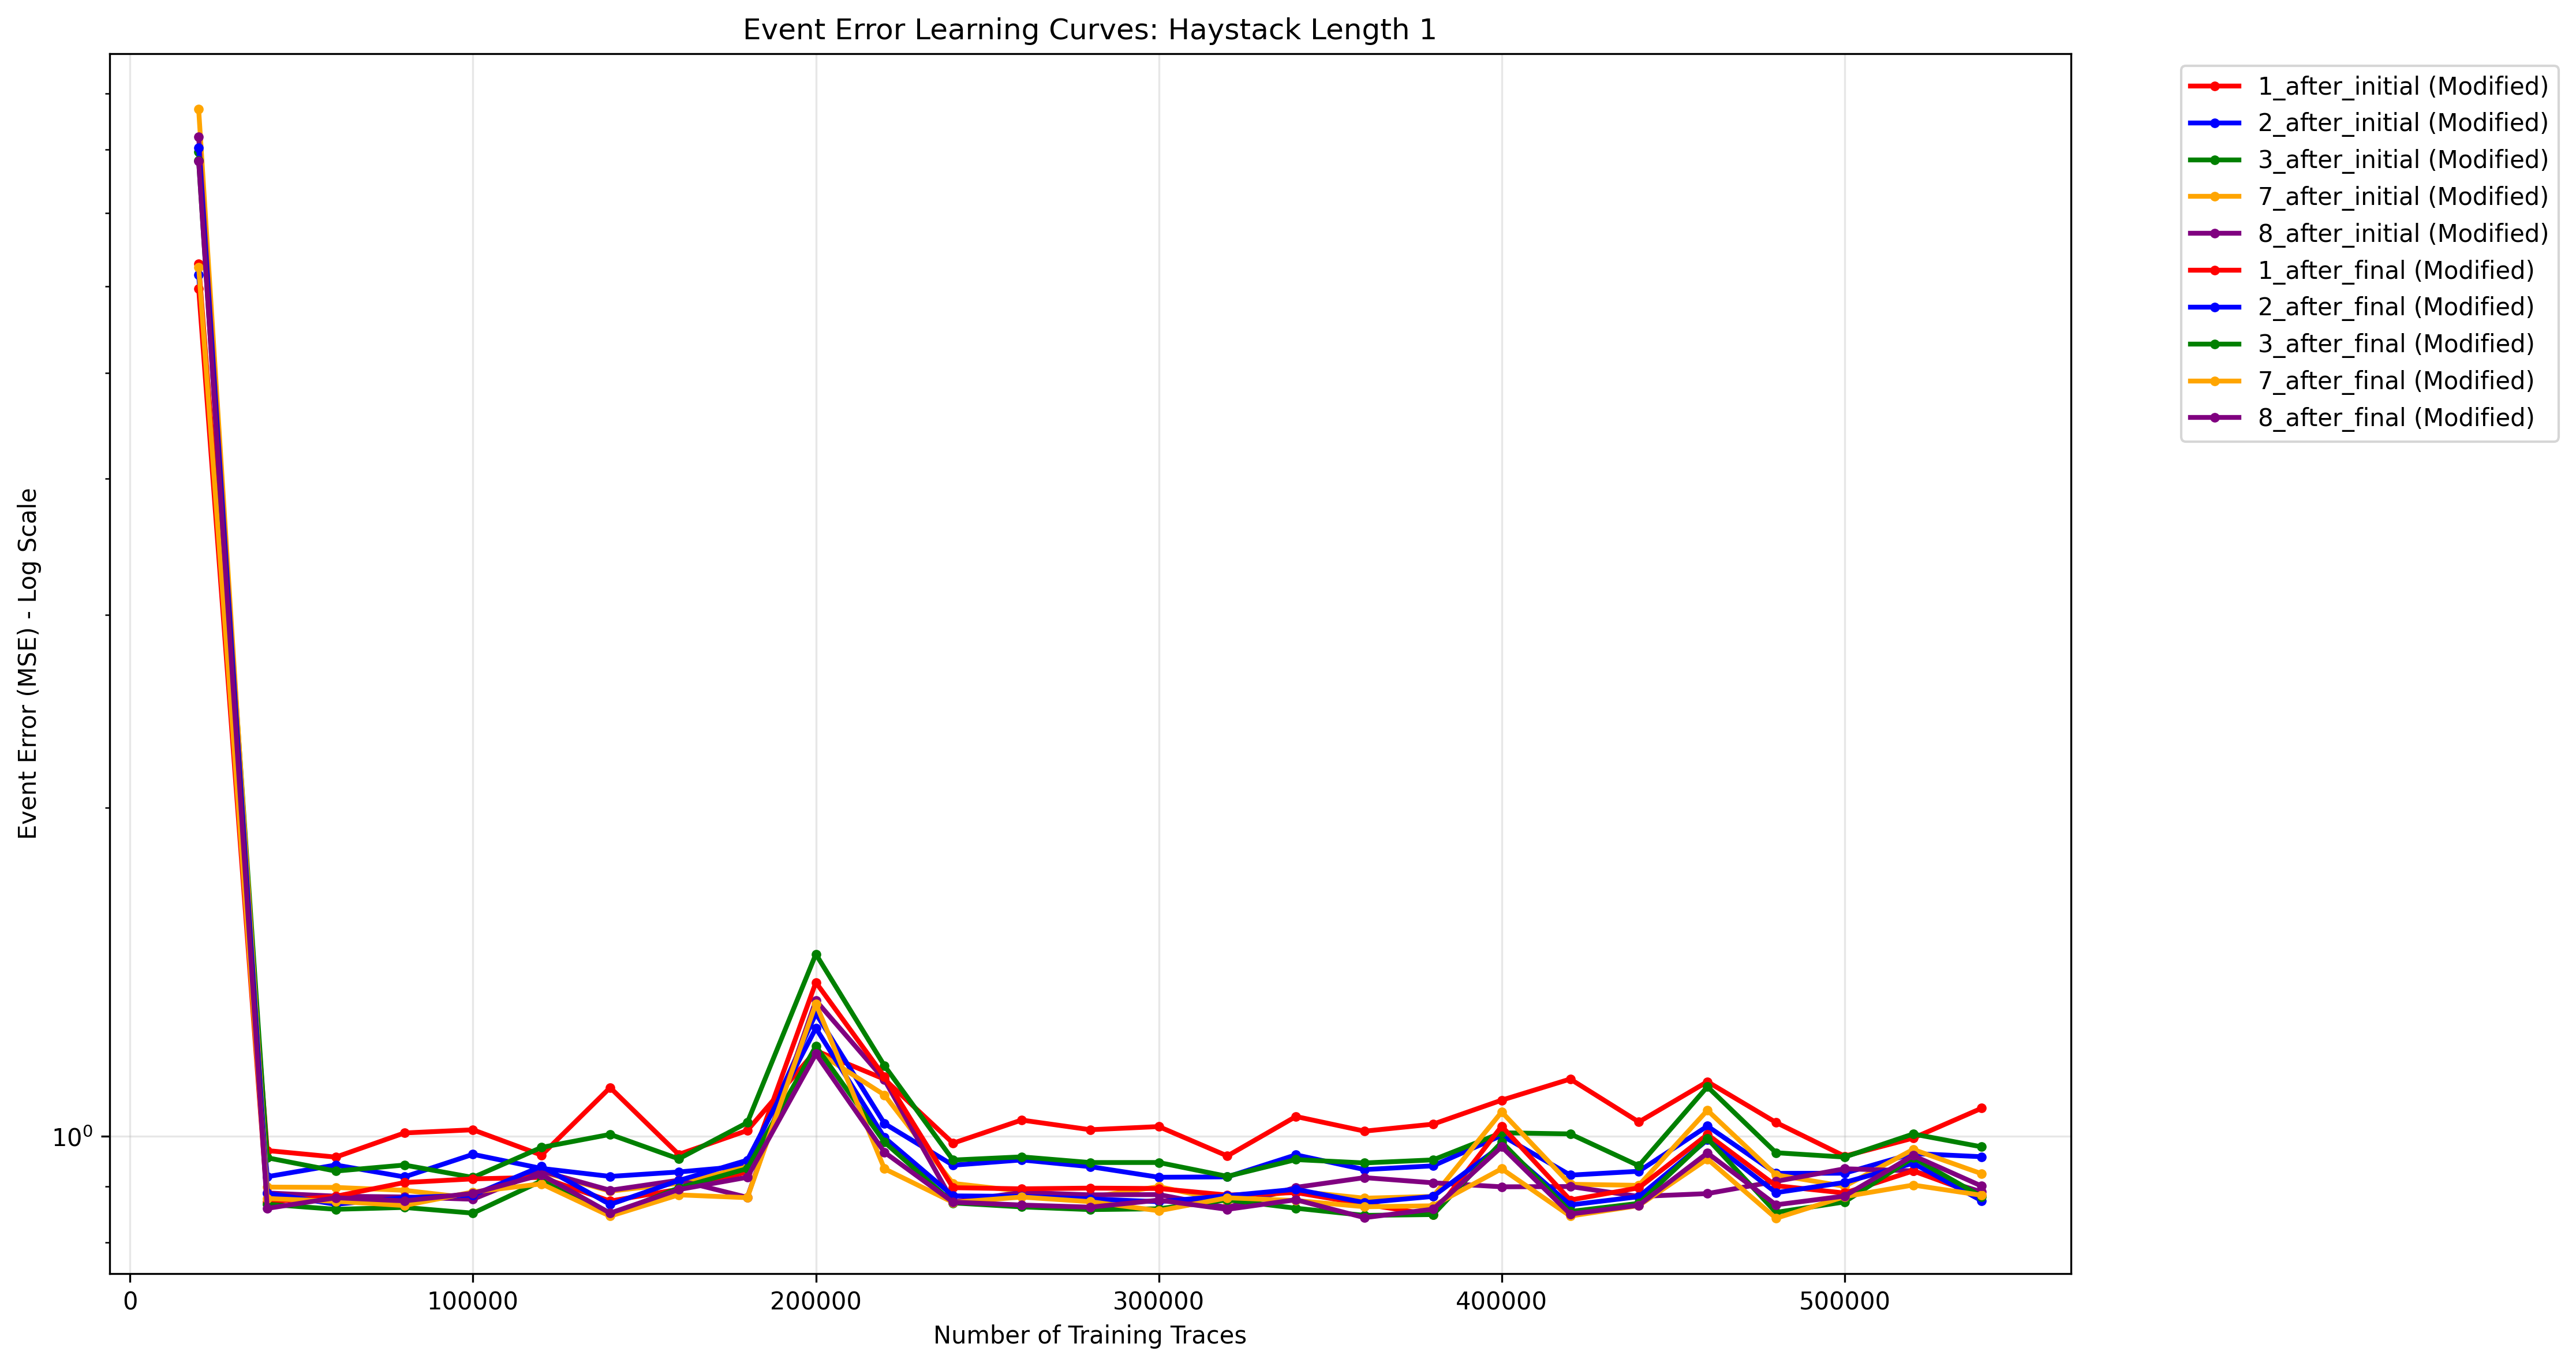 Event Error Learning Curves: Haystack Length 1
Event Error (MSE) - Log Scale
10⁰
0
100000
200000
300000
400000
500000
Number of Training Traces
1_after_initial (Modified)
2_after_initial (Modified)
3_after_initial (Modified)
7_after_initial (Modified)
8_after_initial (Modified)
1_after_final (Modified)
2_after_final (Modified)
3_after_final (Modified)
7_after_final (Modified)
8_after_final (Modified)